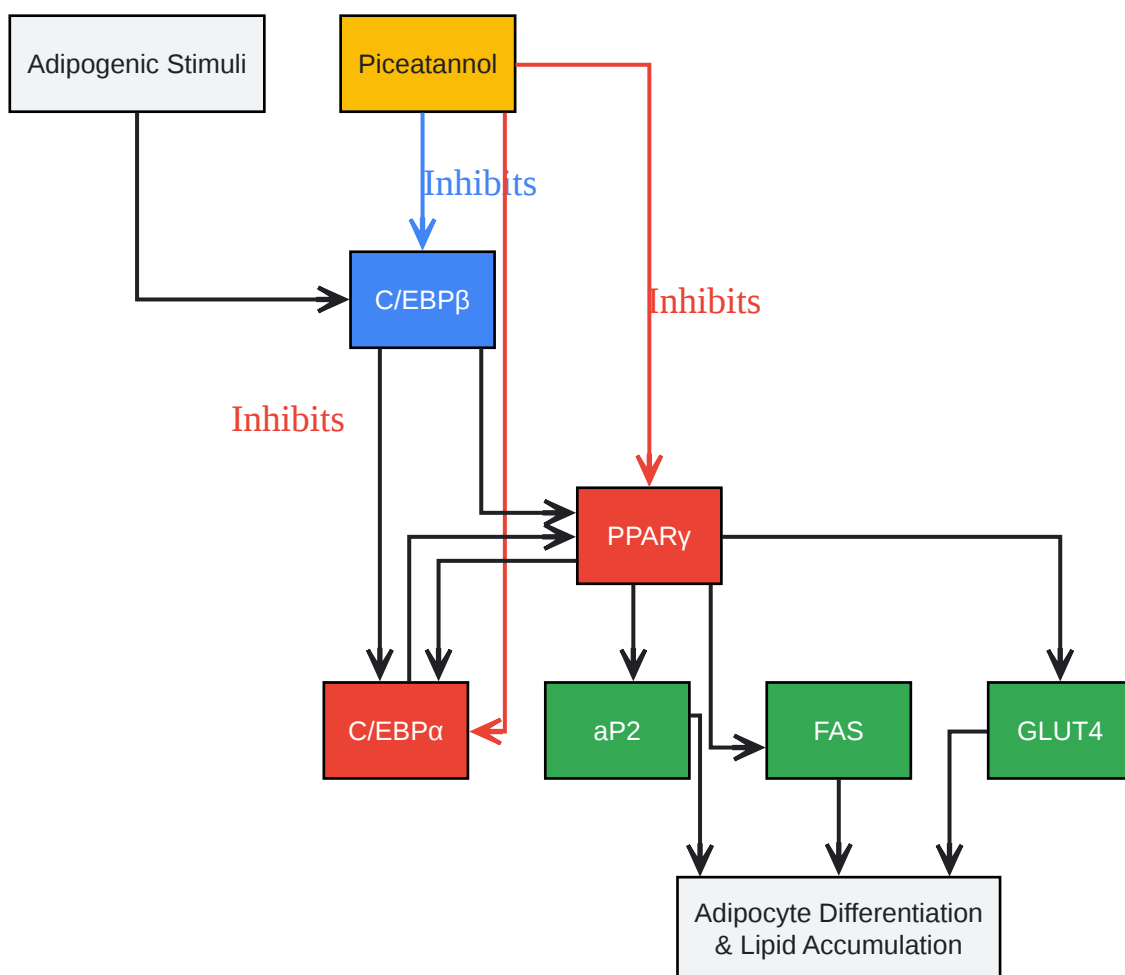 Adipogenic Stimuli
Piceatannol
Inhibits
C/EBPβ
Inhibits
Inhibits
PPARγ
C/EBPα
aP2
FAS
GLUT4
Adipocyte Differentiation
& Lipid Accumulation